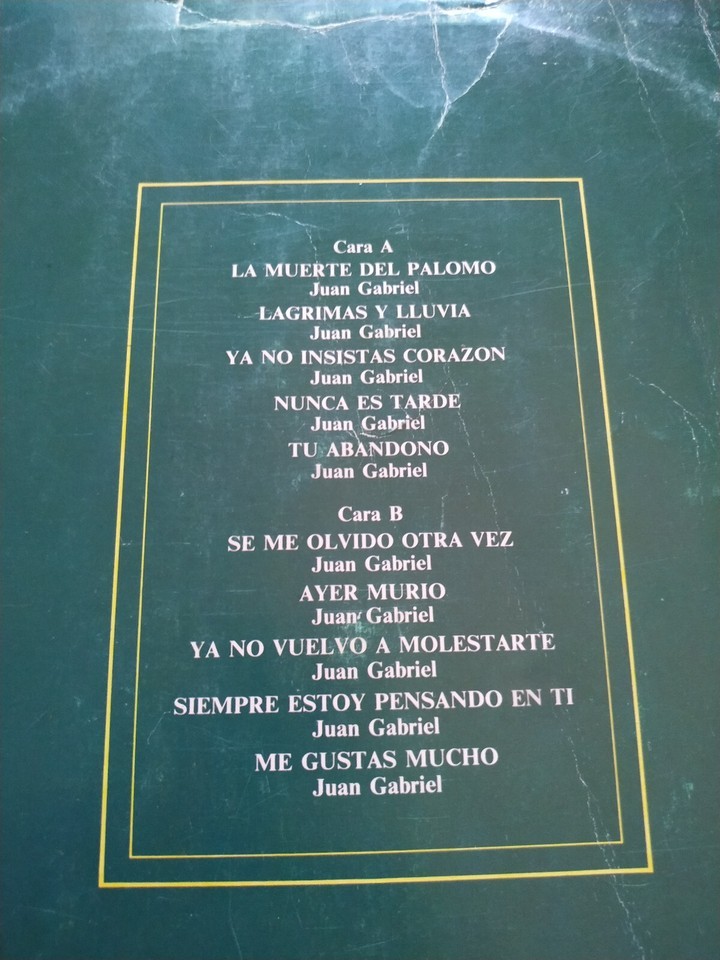 Cara A
LA MUERTE DEL PALOMO
Juan Gabriel
LAGRIMAS Y LLUVIA
Juan Gabriel
YA NO INSISTAS CORAZON
Juan Gabriel
NUNCA ES TARDE
Juan Gabriel
TU ABANDONO
Juan Gabriel
Cara B
SE ME OLVIDO OTRA VEZ
Juan Gabriel
AYER MURIO
Juan Gabriel
YA NO VUELVO A MOLESTARTE
Juan Gabriel
SIEMPRE ESTOY PENSANDO EN TI
Juan Gabriel
ME GUSTAS MUCHO
Juan Gabriel